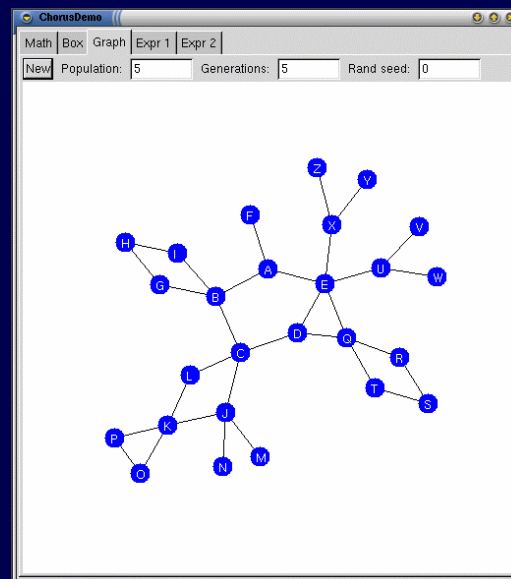 ChorusDemo
Math Box Graph Expr 1 Expr 2
New Population: 5 Generations: 5 Rand seed: 0
Z
Y
F
X
V
H
I
A
U
W
G
B
E
D
Q
C
R
L
T
S
J
K
P
M
N
O